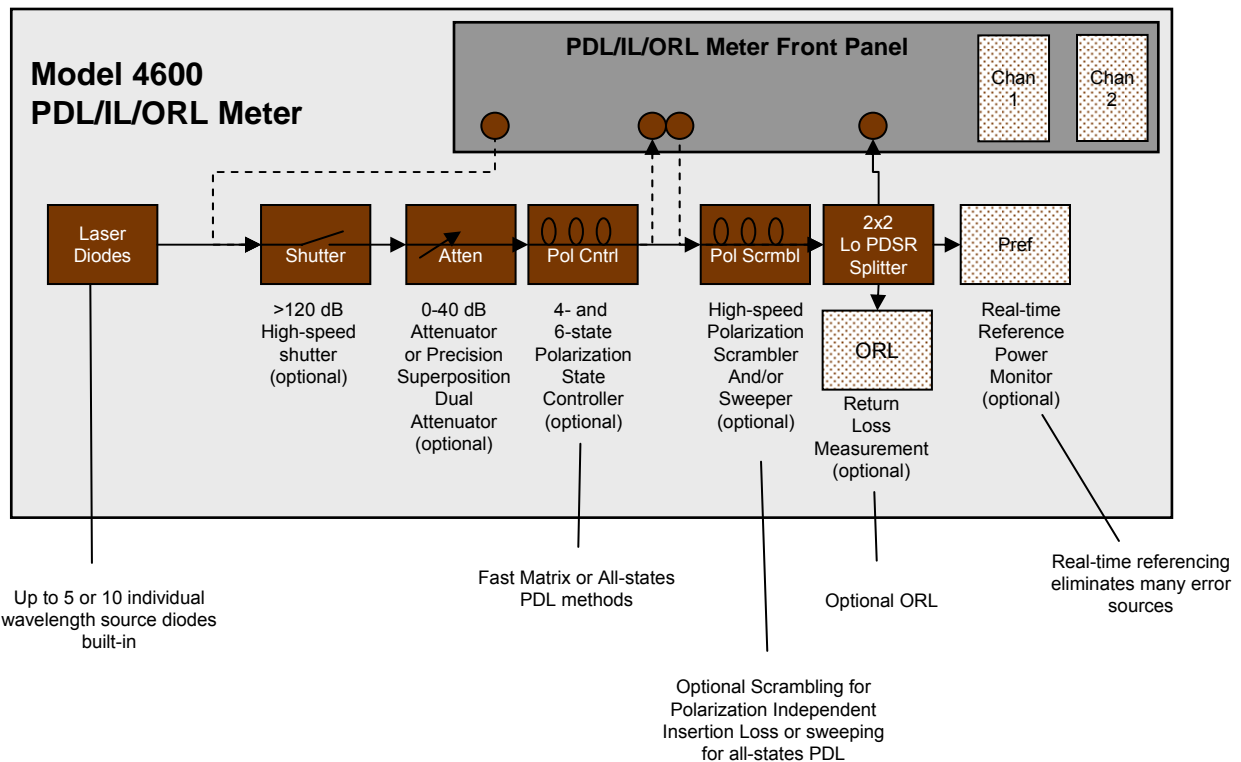 PDL/IL/ORL Meter Front Panel
Model 4600
PDL/IL/ORL Meter
Chan
1
Chan
2
Laser
Diodes
Shutter
Atten
Pol Cntrl
Pol Scrmbl
2x2
Lo PDSR
Splitter
Pref
>120 dB
High-speed
shutter
(optional)
0-40 dB
Attenuator
or Precision
Superposition
Dual
Attenuator
(optional)
4- and
6-state
Polarization
State
Controller
(optional)
High-speed
Polarization
Scrambler
And/or
Sweeper
(optional)
ORL
Return
Loss
Measurement
(optional)
Real-time
Reference
Power
Monitor
(optional)
Up to 5 or 10 individual
wavelength source diodes
built-in
Fast Matrix or All-states
PDL methods
Optional ORL
Real-time referencing
eliminates many error
sources
Optional Scrambling for
Polarization Independent
Insertion Loss or sweeping
for all-states PDL